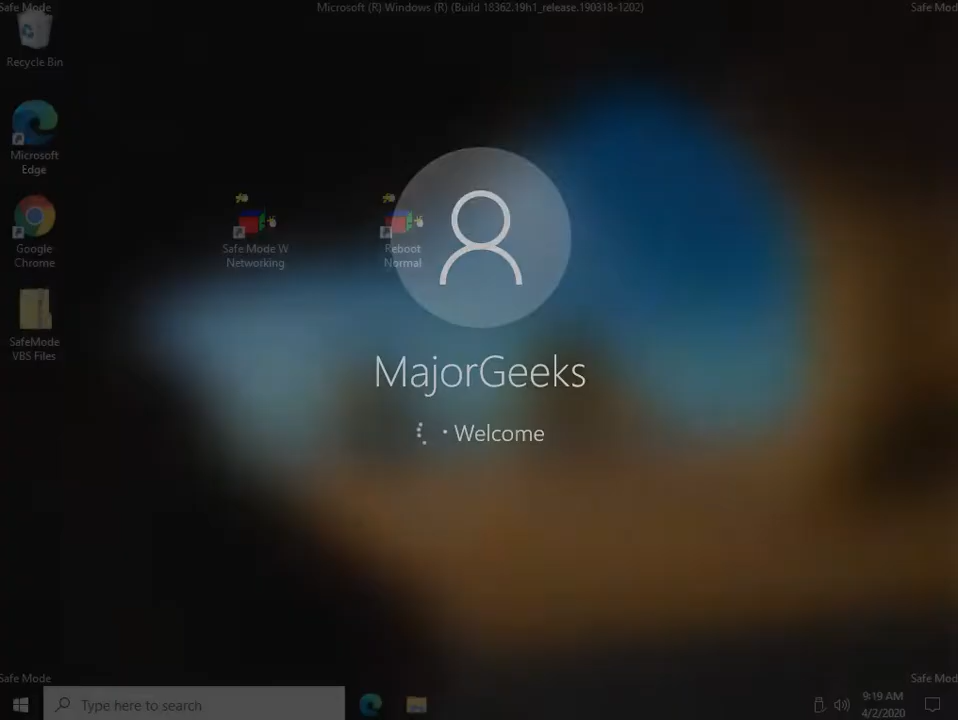 Safe Mode
Microsoft (R) Windows (R) (Build 18362.19h1_release.190318-1202)
Safe Mod
Recycle Bin
Microsoft
Edge
Google
Chrome
SafeMode
VBS Files
Safe Mode W
Networking
Reboot
Normal
MajorGeeks
Welcome
Safe Mode
Safe Mod
Type here to search
9:19 AM
4/2/2020